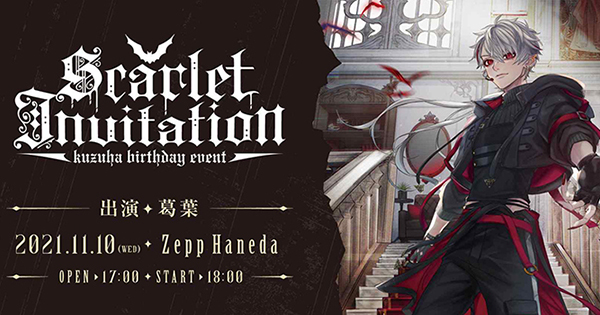 Scarlet
Invitation
kuzuha birthday event
出演✦葛葉
2021.11.10(WED)✦Zepp Haneda
OPEN▸17:00✦START▸18:00